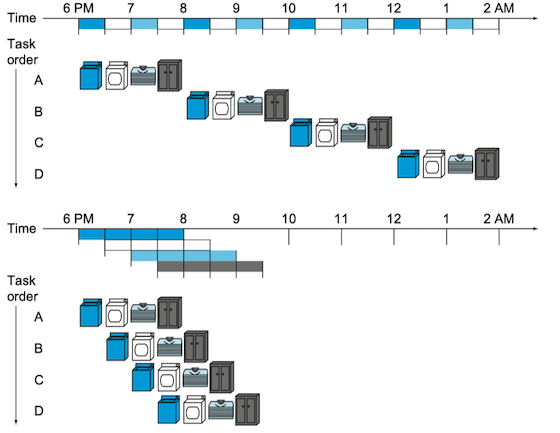 6 PM 7 8 9 10 11 12 1 2 AM
Time
Task
order
A
B
C
D
6 PM 7 8 9 10 11 12 1 2 AM
Time
Task
order
A
B
C
D